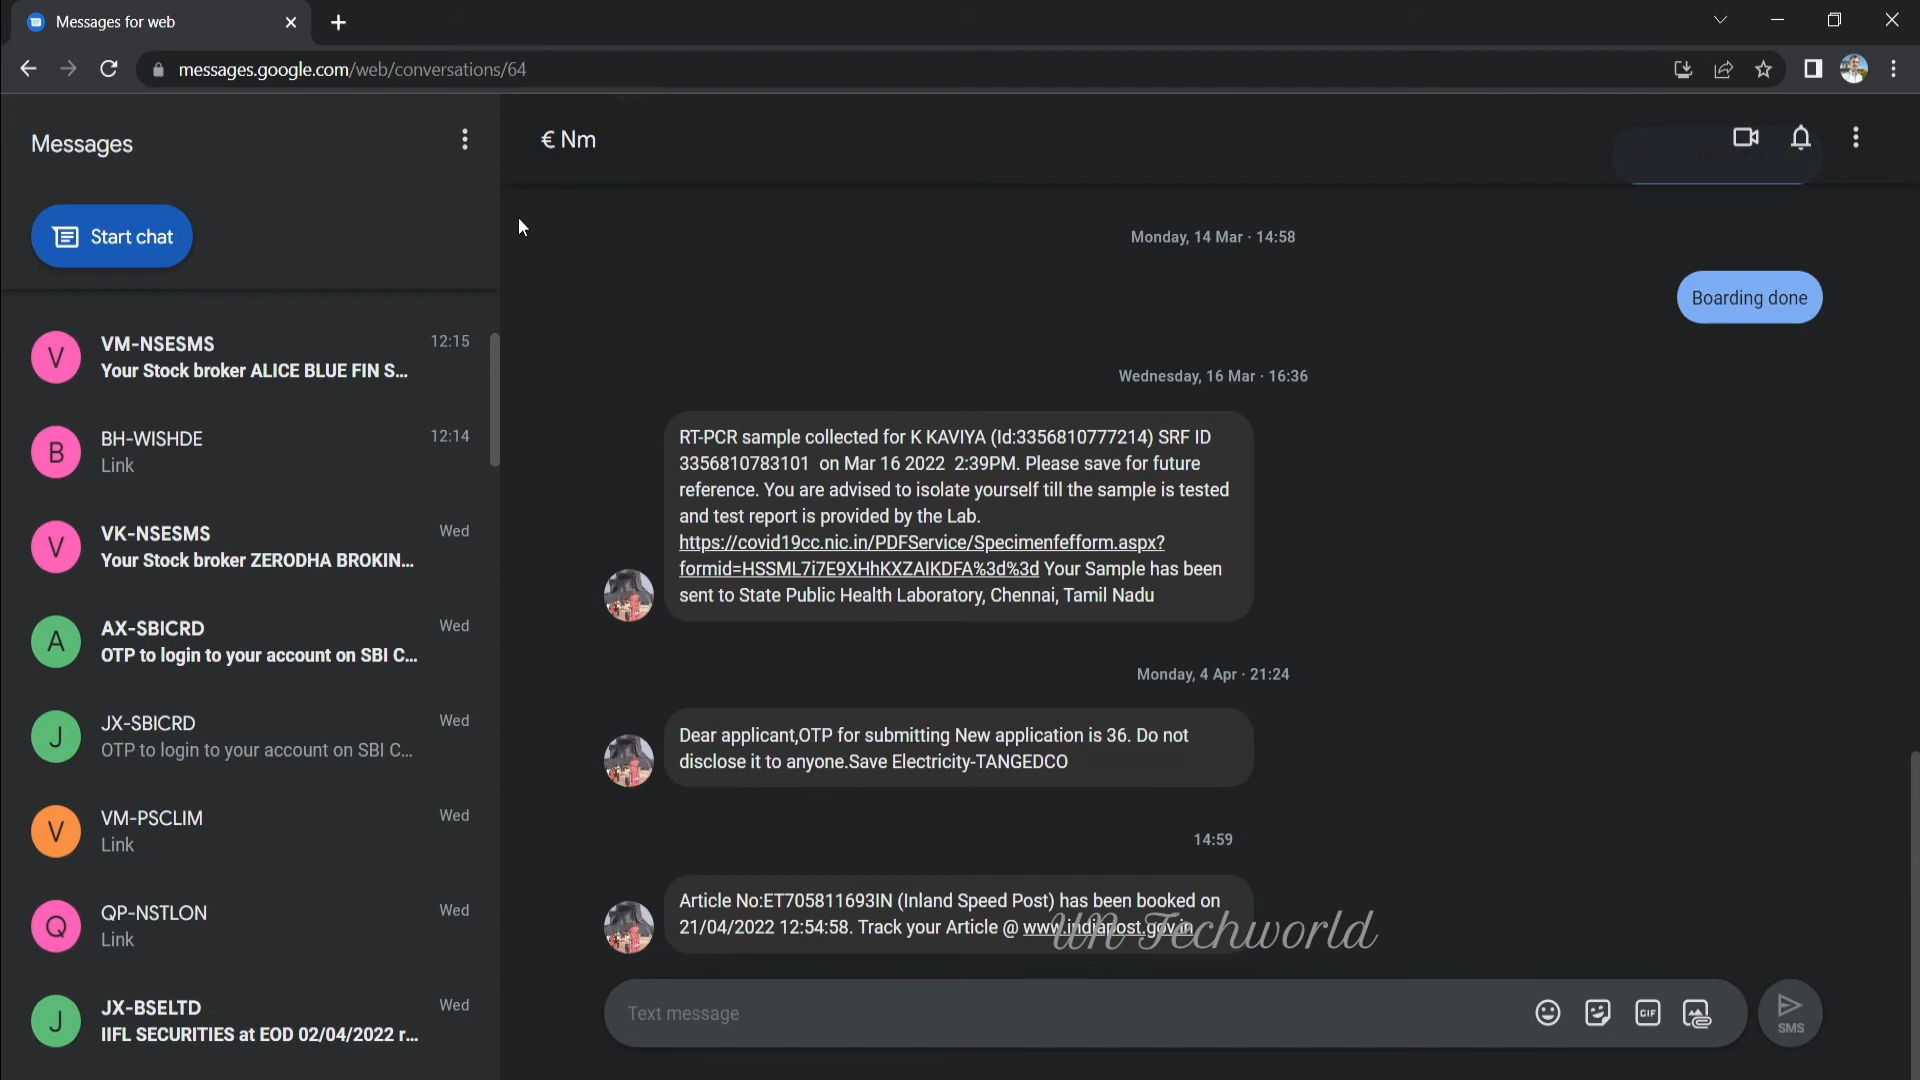 Messages for web
messages.google.com/web/conversations/64
Messages
Start chat
VM-NSESMS
12:15
Your Stock broker ALICE BLUE FIN S...
BH-WISHDE
12:14
Link
VK-NSESMS
Wed
Your Stock broker ZERODHA BROKIN...
AX-SBICRD
Wed
OTP to login to your account on SBI C...
JX-SBICRD
Wed
OTP to login to your account on SBI C...
VM-PSCLIM
Wed
Link
QP-NSTLON
Wed
Link
JX-BSELTD
Wed
IIFL SECURITIES at EOD 02/04/2022 r...
€ Nm
Monday, 14 Mar · 14:58
Boarding done
Wednesday, 16 Mar · 16:36
RT-PCR sample collected for K KAVIYA (Id:3356810777214) SRF ID
3356810783101 on Mar 16 2022 2:39PM. Please save for future
reference. You are advised to isolate yourself till the sample is tested
and test report is provided by the Lab.
https://covid19cc.nic.in/PDFService/Specimenfefform.aspx?
formid=HSSML7i7E9XHhKXZAIKDFA%3d%3d Your Sample has been
sent to State Public Health Laboratory, Chennai, Tamil Nadu
Monday, 4 Apr · 21:24
Dear applicant,OTP for submitting New application is 36. Do not
disclose it to anyone.Save Electricity-TANGEDCO
14:59
Article No:ET705811693IN (Inland Speed Post) has been booked on
21/04/2022 12:54:58. Track your Article @ www.indiapost.gov.in
UN Techworld
Text message
GIF
SMS
V
B
V
A
J
V
Q
J